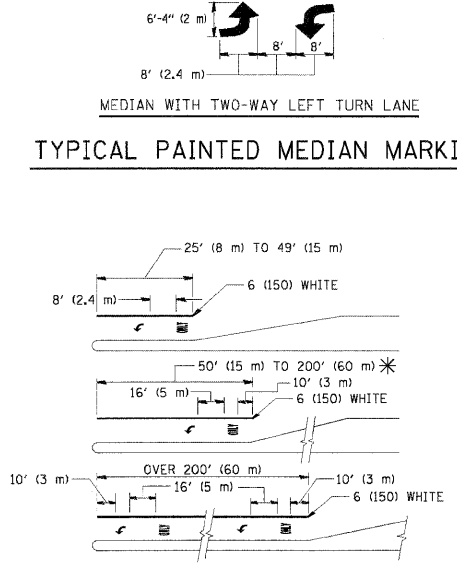 6'-4" (2 m)
8' 8'
8' (2.4 m)
MEDIAN WITH TWO-WAY LEFT TURN LANE
TYPICAL PAINTED MEDIAN MARKI
25' (8 m) TO 49' (15 m)
8' (2.4 m)
6 (150) WHITE
50' (15 m) TO 200' (60 m) ✳
16' (5 m)
10' (3 m)
6 (150) WHITE
OVER 200' (60 m)
10' (3 m)
16' (5 m)
10' (3 m)
6 (150) WHITE